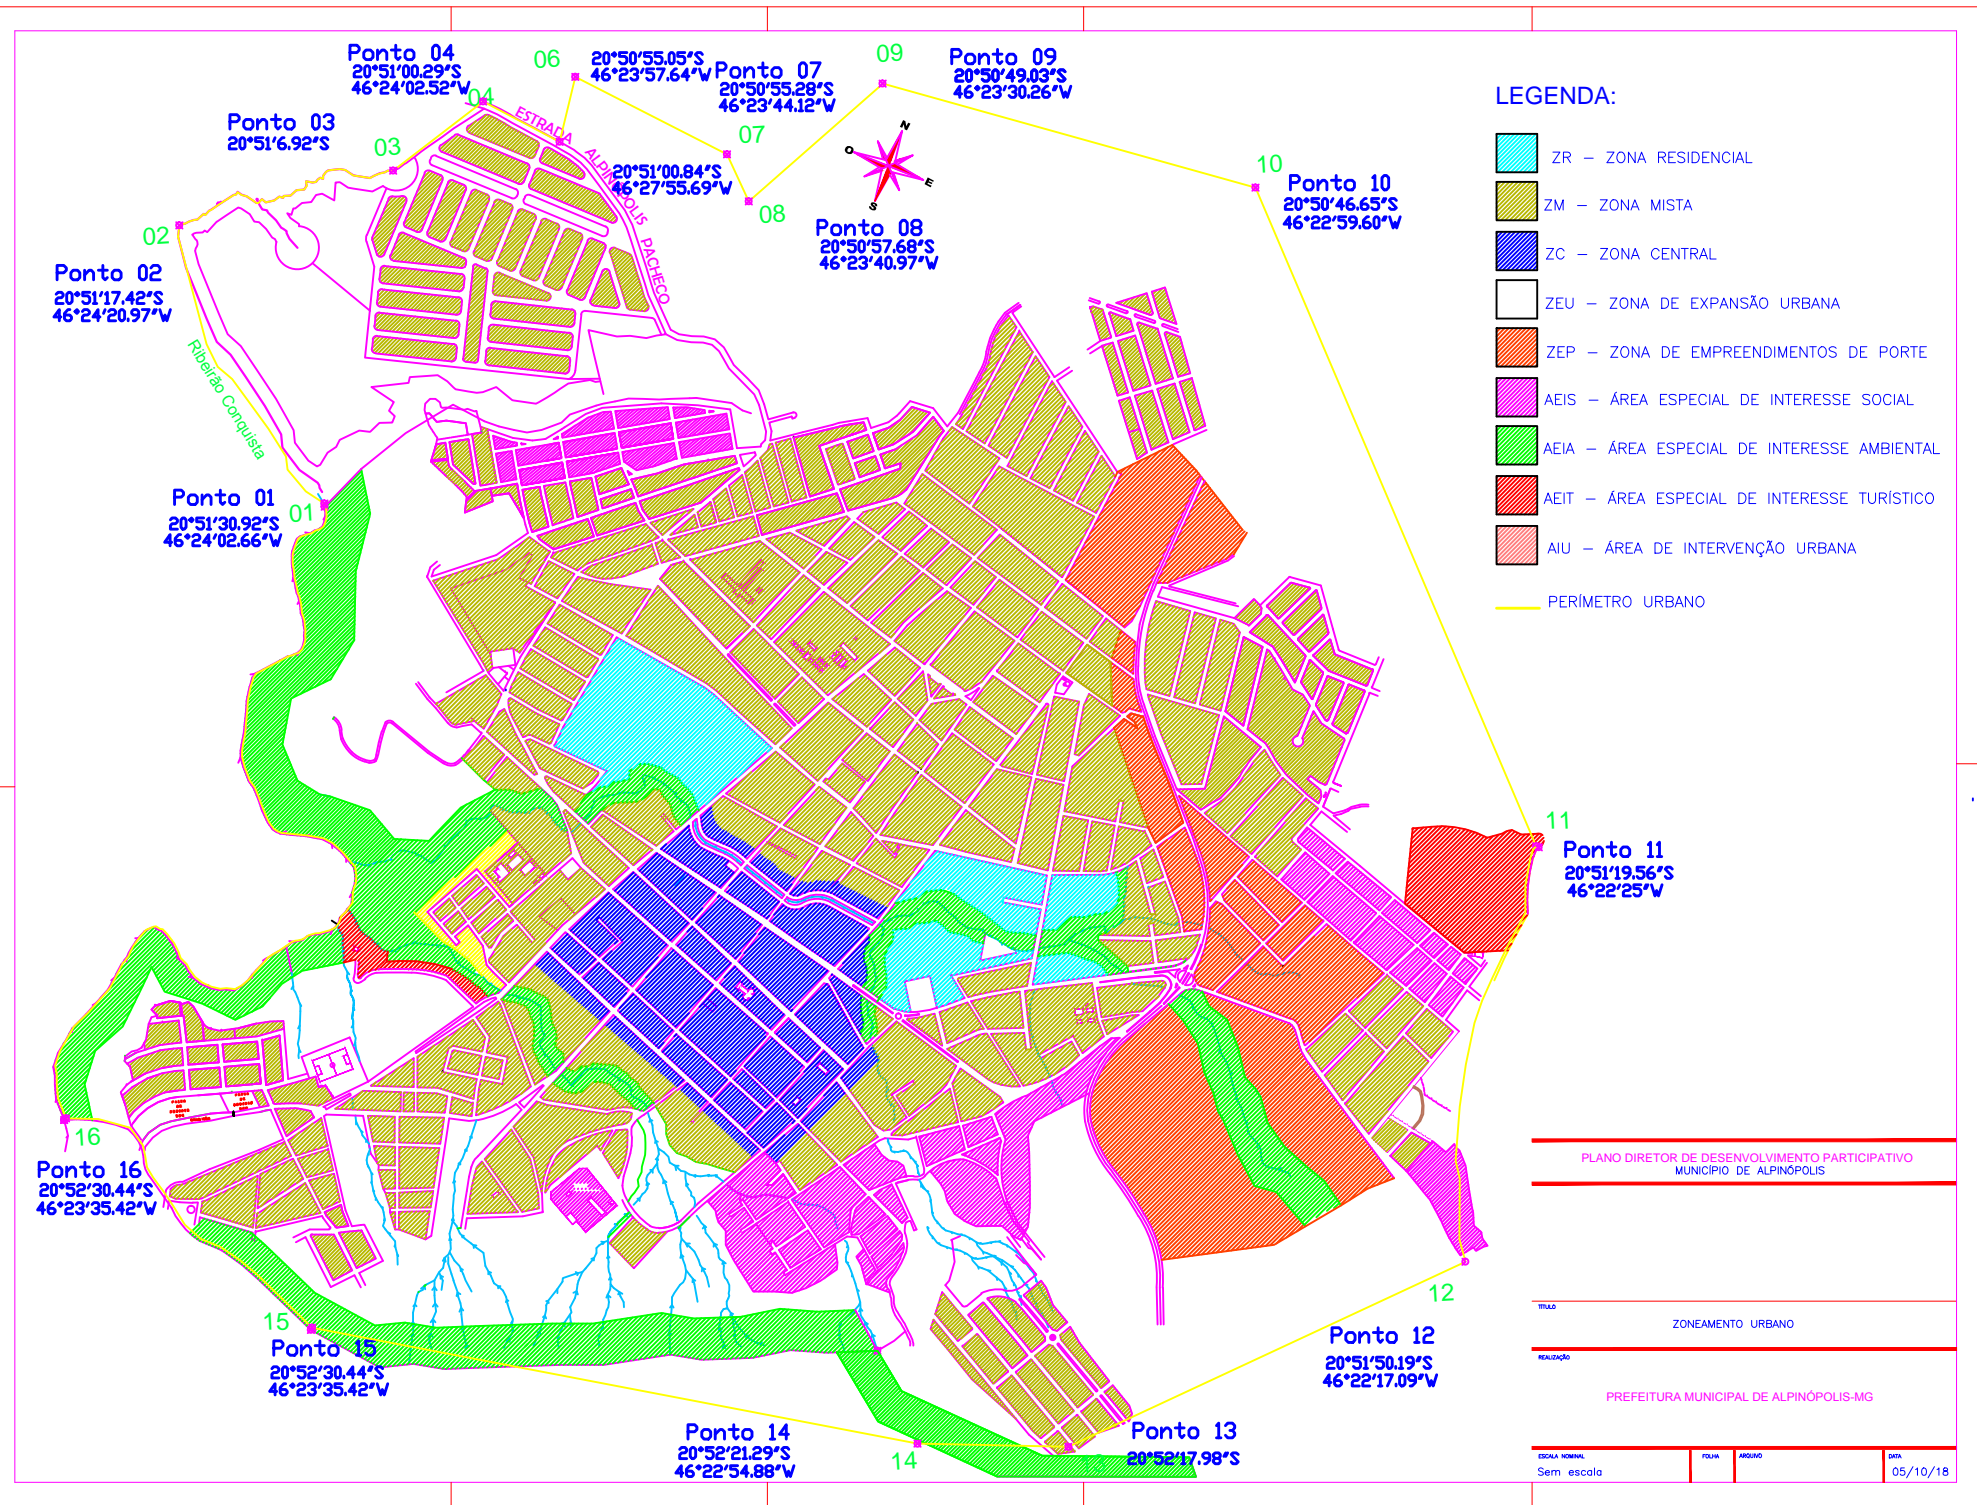 Ponto 04
20°51'00.29"S
46°24'02.52"W
06
20°50'55.05"S
46°23'57.64"W
Ponto 07
20°50'55.28"S
46°23'44.12"W
09
Ponto 09
20°50'49.03"S
46°23'30.26"W
04
ESTRADA ALPINÓPOLIS PACHECO
Ponto 03
20°51'6.92"S
03
07
N
O
E
S
20°51'00.84"S
46°27'55.69"W
08
Ponto 08
20°50'57.68"S
46°23'40.97"W
10
Ponto 10
20°50'46.65"S
46°22'59.60"W
02
Ponto 02
20°51'17.42"S
46°24'20.97"W
Ribeirão Conquista
Ponto 01
20°51'30.92"S
46°24'02.66"W
01
LEGENDA:
ZR – ZONA RESIDENCIAL
ZM – ZONA MISTA
ZC – ZONA CENTRAL
ZEU – ZONA DE EXPANSÃO URBANA
ZEP – ZONA DE EMPREENDIMENTOS DE PORTE
AEIS – ÁREA ESPECIAL DE INTERESSE SOCIAL
AEIA – ÁREA ESPECIAL DE INTERESSE AMBIENTAL
AEIT – ÁREA ESPECIAL DE INTERESSE TURÍSTICO
AIU – ÁREA DE INTERVENÇÃO URBANA
PERÍMETRO URBANO
11
Ponto 11
20°51'19.56"S
46°22'25"W
16
Ponto 16
20°52'30.44"S
46°23'35.42"W
15
Ponto 15
20°52'30.44"S
46°23'35.42"W
Ponto 14
20°52'21.29"S
46°22'54.88"W
14
13
Ponto 13
20°52'17.98"S
12
Ponto 12
20°51'50.19"S
46°22'17.09"W
PLANO DIRETOR DE DESENVOLVIMENTO PARTICIPATIVO
MUNICÍPIO DE ALPINÓPOLIS
TITULO
ZONEAMENTO URBANO
REALIZAÇÃO
PREFEITURA MUNICIPAL DE ALPINÓPOLIS-MG
ESCALA NOMINAL
Sem escala
FOLHA
ARQUIVO
DATA
05/10/18